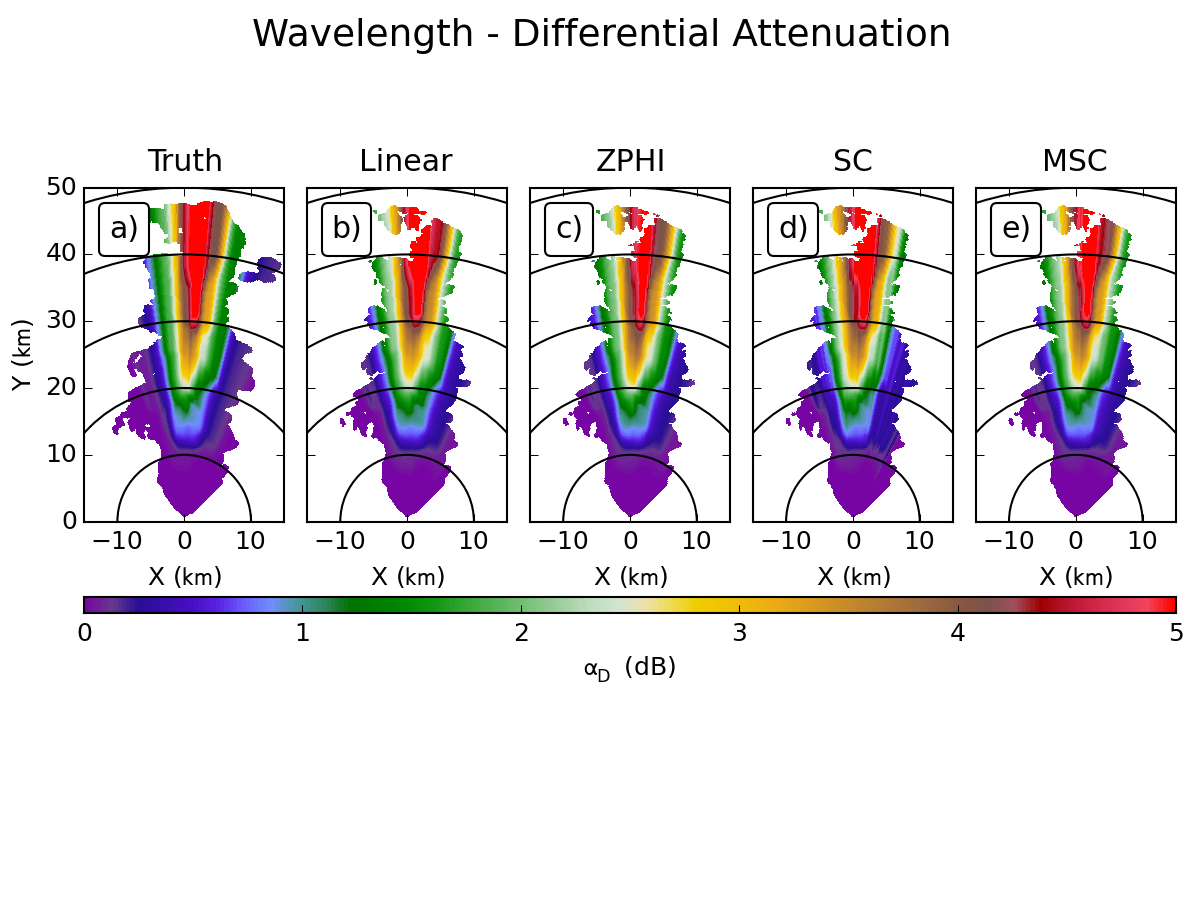 Wavelength - Differential Attenuation
Truth Linear ZPHI SC MSC
a) b) c) d) e)
50
40
30
20
10
0
Y (km)
−10 0 10 −10 0 10 −10 0 10 −10 0 10 −10 0 10
X (km) X (km) X (km) X (km) X (km)
0 1 2 3 4 5
α_D (dB)